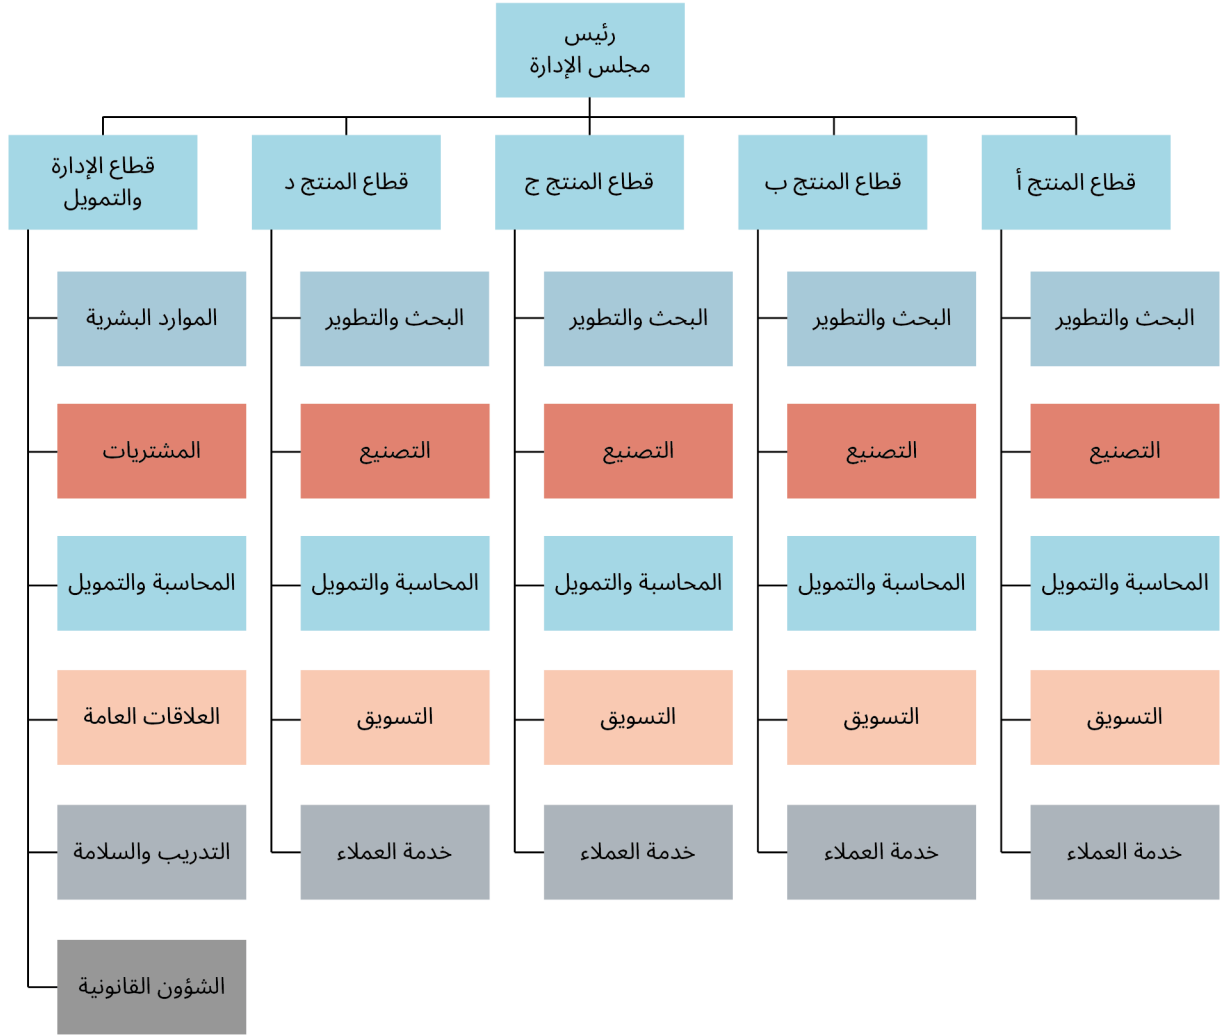 رئيس
مجلس الإدارة
قطاع المنتج أ
قطاع المنتج ب
قطاع المنتج ج
قطاع المنتج د
قطاع الإدارة
والتمويل
البحث والتطوير
البحث والتطوير
البحث والتطوير
البحث والتطوير
الموارد البشرية
التصنيع
التصنيع
التصنيع
التصنيع
المشتريات
المحاسبة والتمويل
المحاسبة والتمويل
المحاسبة والتمويل
المحاسبة والتمويل
المحاسبة والتمويل
التسويق
التسويق
التسويق
التسويق
العلاقات العامة
خدمة العملاء
خدمة العملاء
خدمة العملاء
خدمة العملاء
التدريب والسلامة
الشؤون القانونية